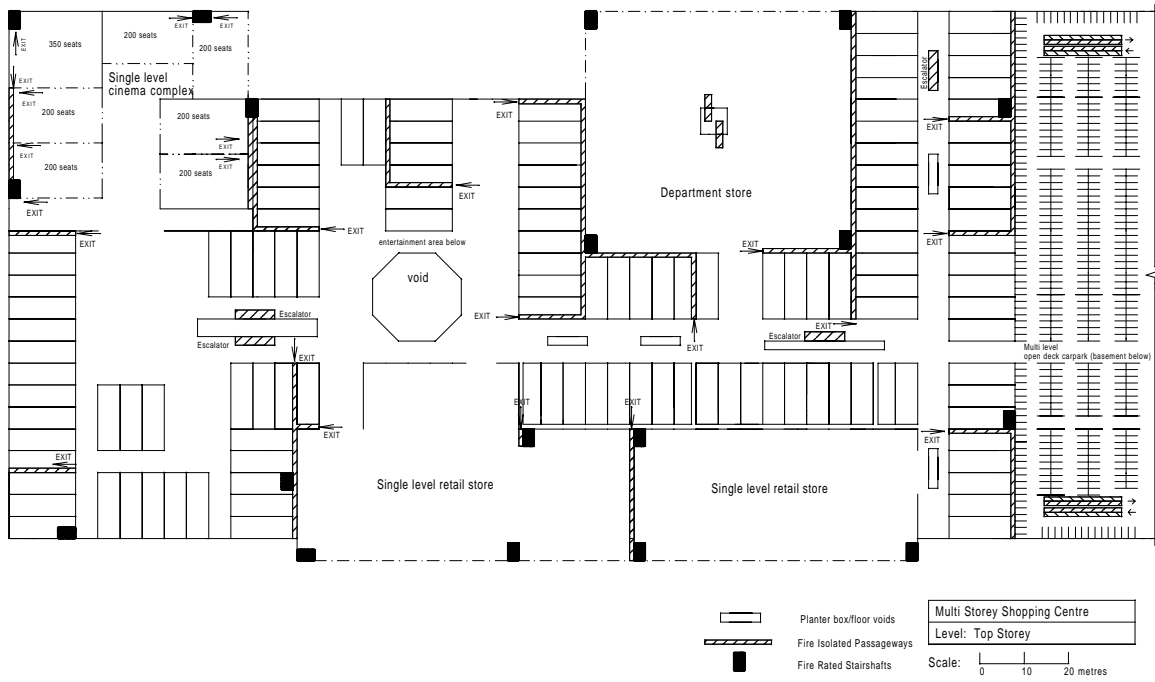 EXIT
EXIT
EXIT
350 seats
200 seats
200 seats
Single level
cinema complex
EXIT
200 seats
200 seats
EXIT
EXIT
200 seats
200 seats
EXIT
EXIT
EXIT
EXIT
EXIT
entertainment area below
void
EXIT
EXIT
Department store
EXIT
Escalator
EXIT
EXIT
Escalator
Escalator
EXIT
EXIT
Escalator
EXIT
EXIT
EXIT
EXIT
EXIT
Multi level
open deck carpark (basement below)
EXIT
EXIT
Single level retail store
Single level retail store
Planter box/floor voids
Fire Isolated Passageways
Fire Rated Stairshafts
Multi Storey Shopping Centre
Level: Top Storey
Scale:
0 10 20 metres